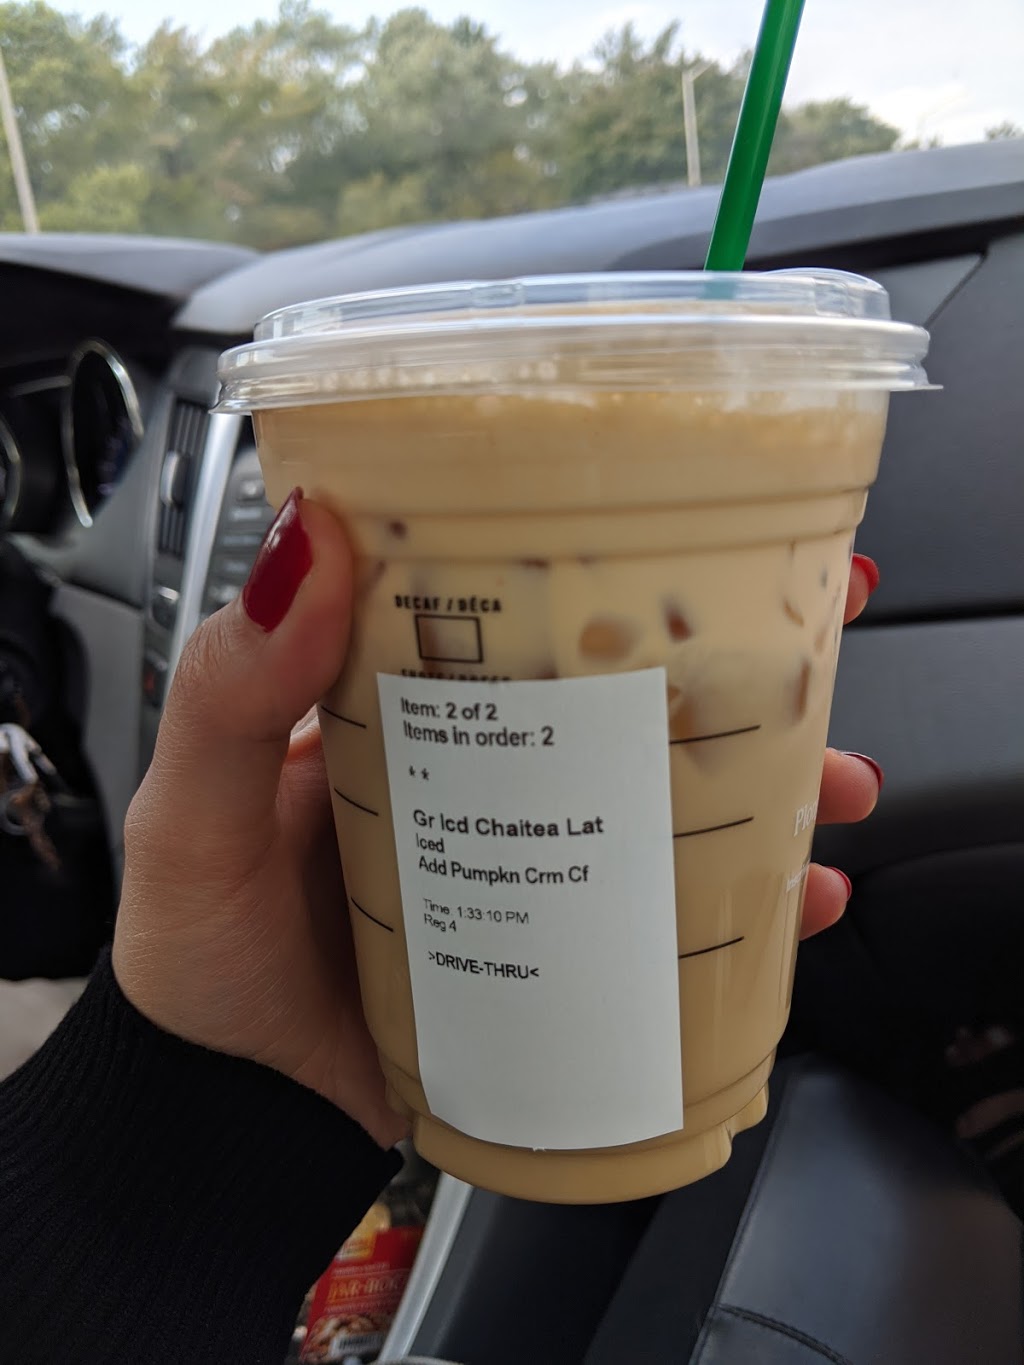 DECAF / DÉCA
Item: 2 of 2
Items in order: 2
* *
Gr Icd Chaitea Lat
Iced
Add Pumpkn Crm Cf
Time: 1:33:10 PM
Reg 4
>DRIVE-THRU<